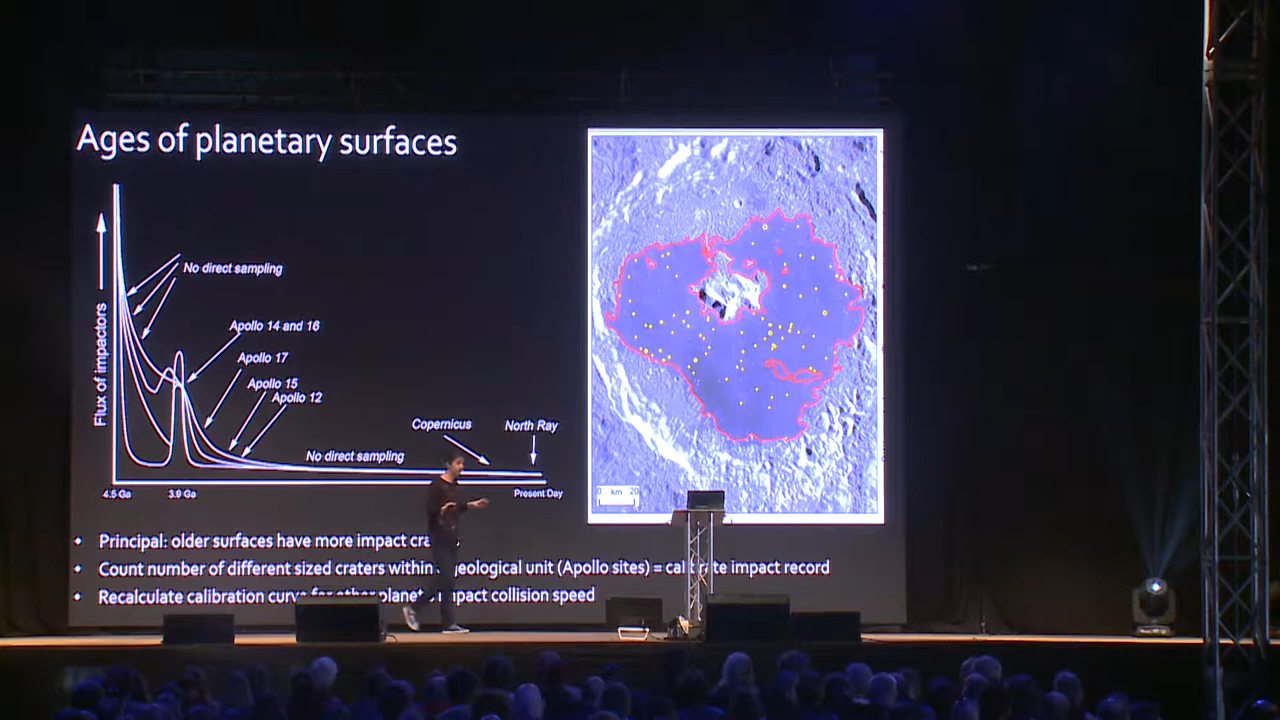 Ages of planetary surfaces
Flux of impactors
No direct sampling
Apollo 14 and 16
Apollo 17
Apollo 15
Apollo 12
Copernicus
North Ray
No direct sampling
4.5 Ga
3.9 Ga
Present Day
0 km 20
• Principal: older surfaces have more impact
• Count number of different sized craters within geological unit (Apollo sites) = impact record
• Recalculate calibration for other impact collision speed